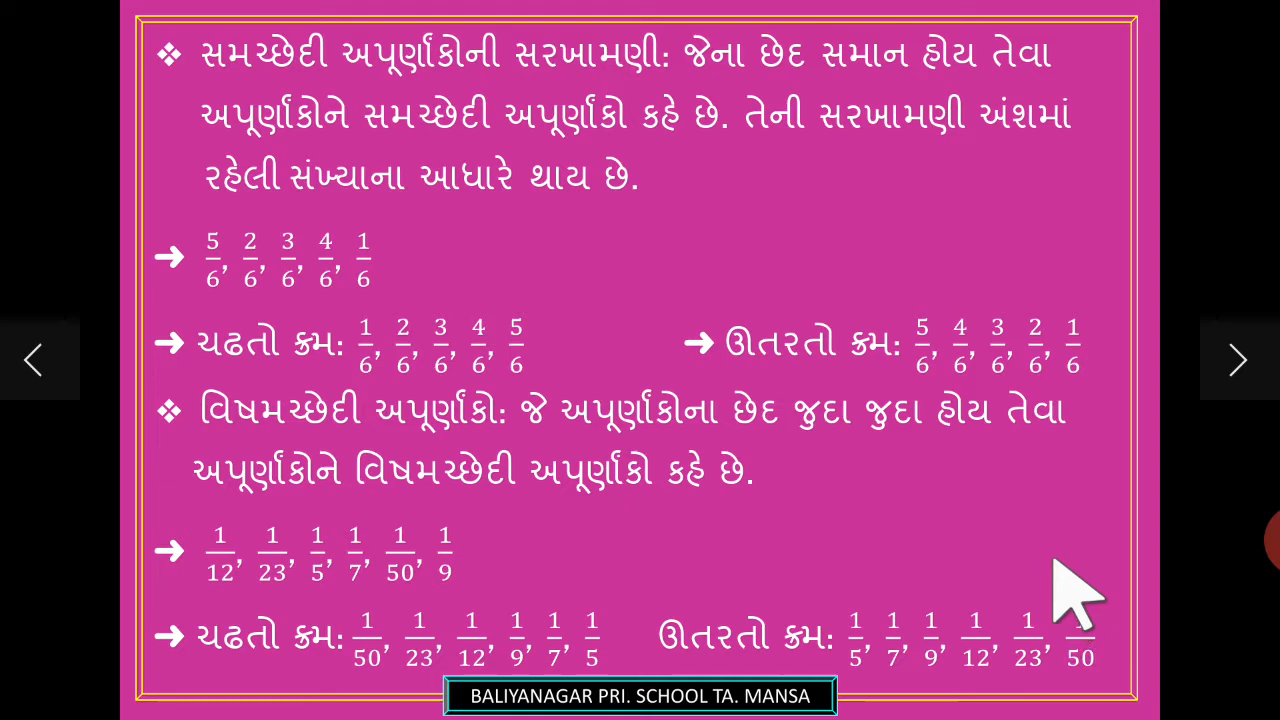 ❖ સમચ્છેદી અપૂર્ણાંકોની સરખામણી: જેના છેદ સમાન હોય તેવા
અપૂર્ણાંકોને સમચ્છેદી અપૂર્ણાંકો કહે છે. તેની સરખામણી અંશમાં
રહેલી સંખ્યાના આધારે થાય છે.
➜ 5/6, 2/6, 3/6, 4/6, 1/6
➜ ચઢતો ક્રમ: 1/6, 2/6, 3/6, 4/6, 5/6 ➜ ઊતરતો ક્રમ: 5/6, 4/6, 3/6, 2/6, 1/6
❖ વિષમચ્છેદી અપૂર્ણાંકો: જે અપૂર્ણાંકોના છેદ જુદા જુદા હોય તેવા
અપૂર્ણાંકોને વિષમચ્છેદી અપૂર્ણાંકો કહે છે.
➜ 1/12, 1/23, 1/5, 1/7, 1/50, 1/9
➜ ચઢતો ક્રમ: 1/50, 1/23, 1/12, 1/9, 1/7, 1/5 ઊતરતો ક્રમ: 1/5, 1/7, 1/9, 1/12, 1/23, 1/50
BALIYANAGAR PRI. SCHOOL TA. MANSA